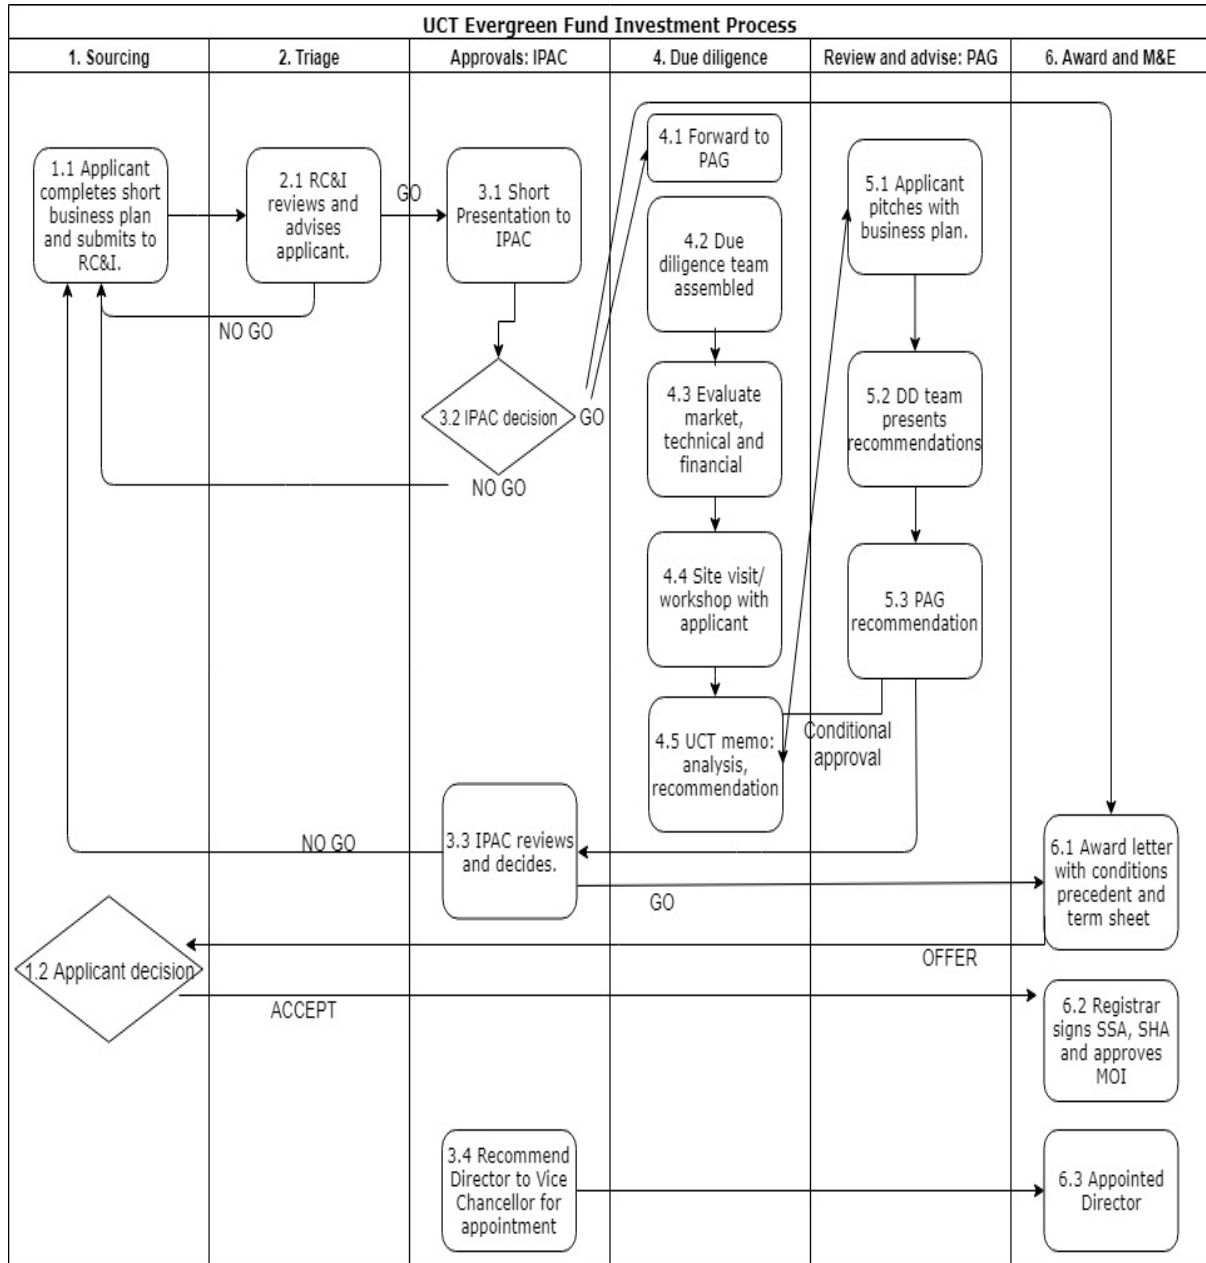 UCT Evergreen Fund Investment Process
1. Sourcing
2. Triage
Approvals: IPAC
4. Due diligence
Review and advise: PAG
6. Award and M&E
1.1 Applicant
completes short
business plan
and submits to
RC&I.
2.1 RC&I
reviews and
advises
applicant.
GO
NO GO
3.1 Short
Presentation to
IPAC
3.2 IPAC decision
GO
NO GO
4.1 Forward to
PAG
4.2 Due
diligence team
assembled
4.3 Evaluate
market,
technical and
financial
4.4 Site visit/
workshop with
applicant
4.5 UCT memo:
analysis,
recommendation
5.1 Applicant
pitches with
business plan.
5.2 DD team
presents
recommendations
5.3 PAG
recommendation
Conditional
approval
3.3 IPAC reviews
and decides.
NO GO
GO
6.1 Award letter
with conditions
precedent and
term sheet
OFFER
1.2 Applicant decision
ACCEPT
6.2 Registrar
signs SSA, SHA
and approves
MOI
3.4 Recommend
Director to Vice
Chancellor for
appointment
6.3 Appointed
Director